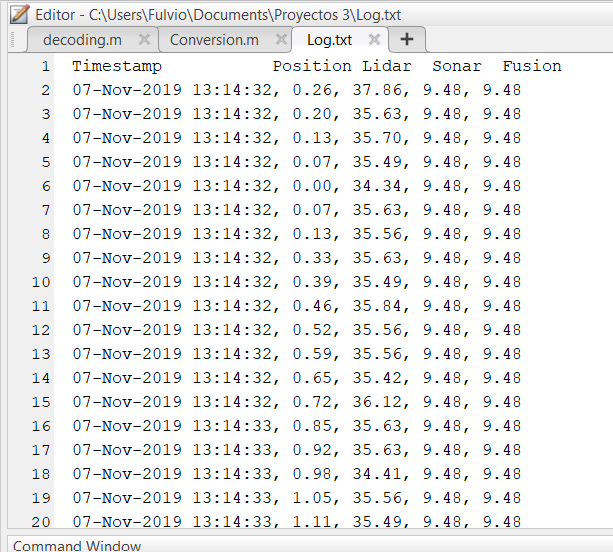 Editor - C:\Users\Fulvio\Documents\Proyectos 3\Log.txt
decoding.m Conversion.m Log.txt
1 Timestamp Position Lidar Sonar Fusion
2 07-Nov-2019 13:14:32, 0.26, 37.86, 9.48, 9.48
3 07-Nov-2019 13:14:32, 0.20, 35.63, 9.48, 9.48
4 07-Nov-2019 13:14:32, 0.13, 35.70, 9.48, 9.48
5 07-Nov-2019 13:14:32, 0.07, 35.49, 9.48, 9.48
6 07-Nov-2019 13:14:32, 0.00, 34.34, 9.48, 9.48
7 07-Nov-2019 13:14:32, 0.07, 35.63, 9.48, 9.48
8 07-Nov-2019 13:14:32, 0.13, 35.56, 9.48, 9.48
9 07-Nov-2019 13:14:32, 0.33, 35.63, 9.48, 9.48
10 07-Nov-2019 13:14:32, 0.39, 35.49, 9.48, 9.48
11 07-Nov-2019 13:14:32, 0.46, 35.84, 9.48, 9.48
12 07-Nov-2019 13:14:32, 0.52, 35.56, 9.48, 9.48
13 07-Nov-2019 13:14:32, 0.59, 35.56, 9.48, 9.48
14 07-Nov-2019 13:14:32, 0.65, 35.42, 9.48, 9.48
15 07-Nov-2019 13:14:32, 0.72, 36.12, 9.48, 9.48
16 07-Nov-2019 13:14:33, 0.85, 35.63, 9.48, 9.48
17 07-Nov-2019 13:14:33, 0.92, 35.63, 9.48, 9.48
18 07-Nov-2019 13:14:33, 0.98, 34.41, 9.48, 9.48
19 07-Nov-2019 13:14:33, 1.05, 35.56, 9.48, 9.48
20 07-Nov-2019 13:14:33, 1.11, 35.49, 9.48, 9.48
Command Window